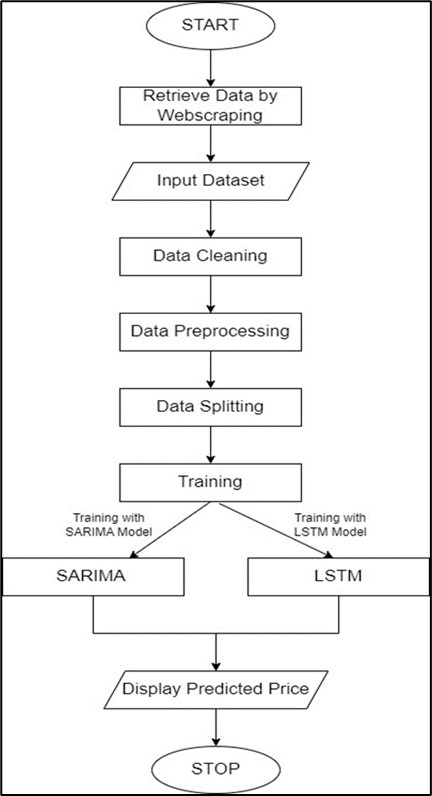 START
Retrieve Data by
Webscraping
Input Dataset
Data Cleaning
Data Preprocessing
Data Splitting
Training
Training with
SARIMA Model
Training with
LSTM Model
SARIMA
LSTM
Display Predicted Price
STOP